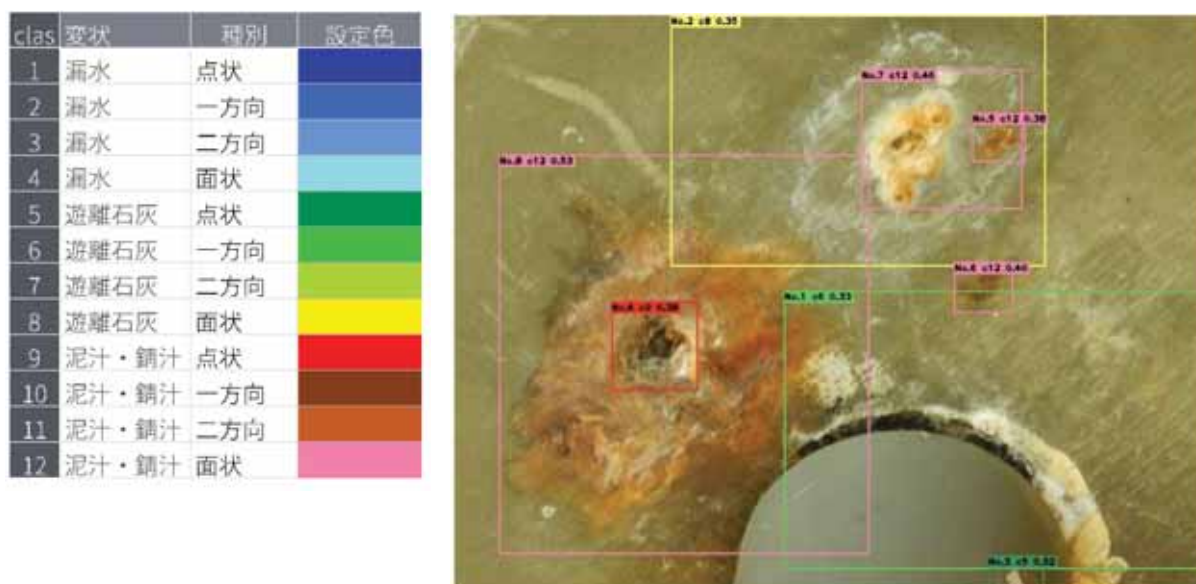 clas 変状 種別 設定色
1 漏水 点状
2 漏水 一方向
3 漏水 二方向
4 漏水 面状
5 遊離石灰 点状
6 遊離石灰 一方向
7 遊離石灰 二方向
8 遊離石灰 面状
9 泥汁・錆汁 点状
10 泥汁・錆汁 一方向
11 泥汁・錆汁 二方向
12 泥汁・錆汁 面状
No.2 c8 0.35
No.7 c12 0.46
No.5 c12 0.38
No.8 c12 0.53
No.6 c12 0.40
No.1 c6 0.33
No.4